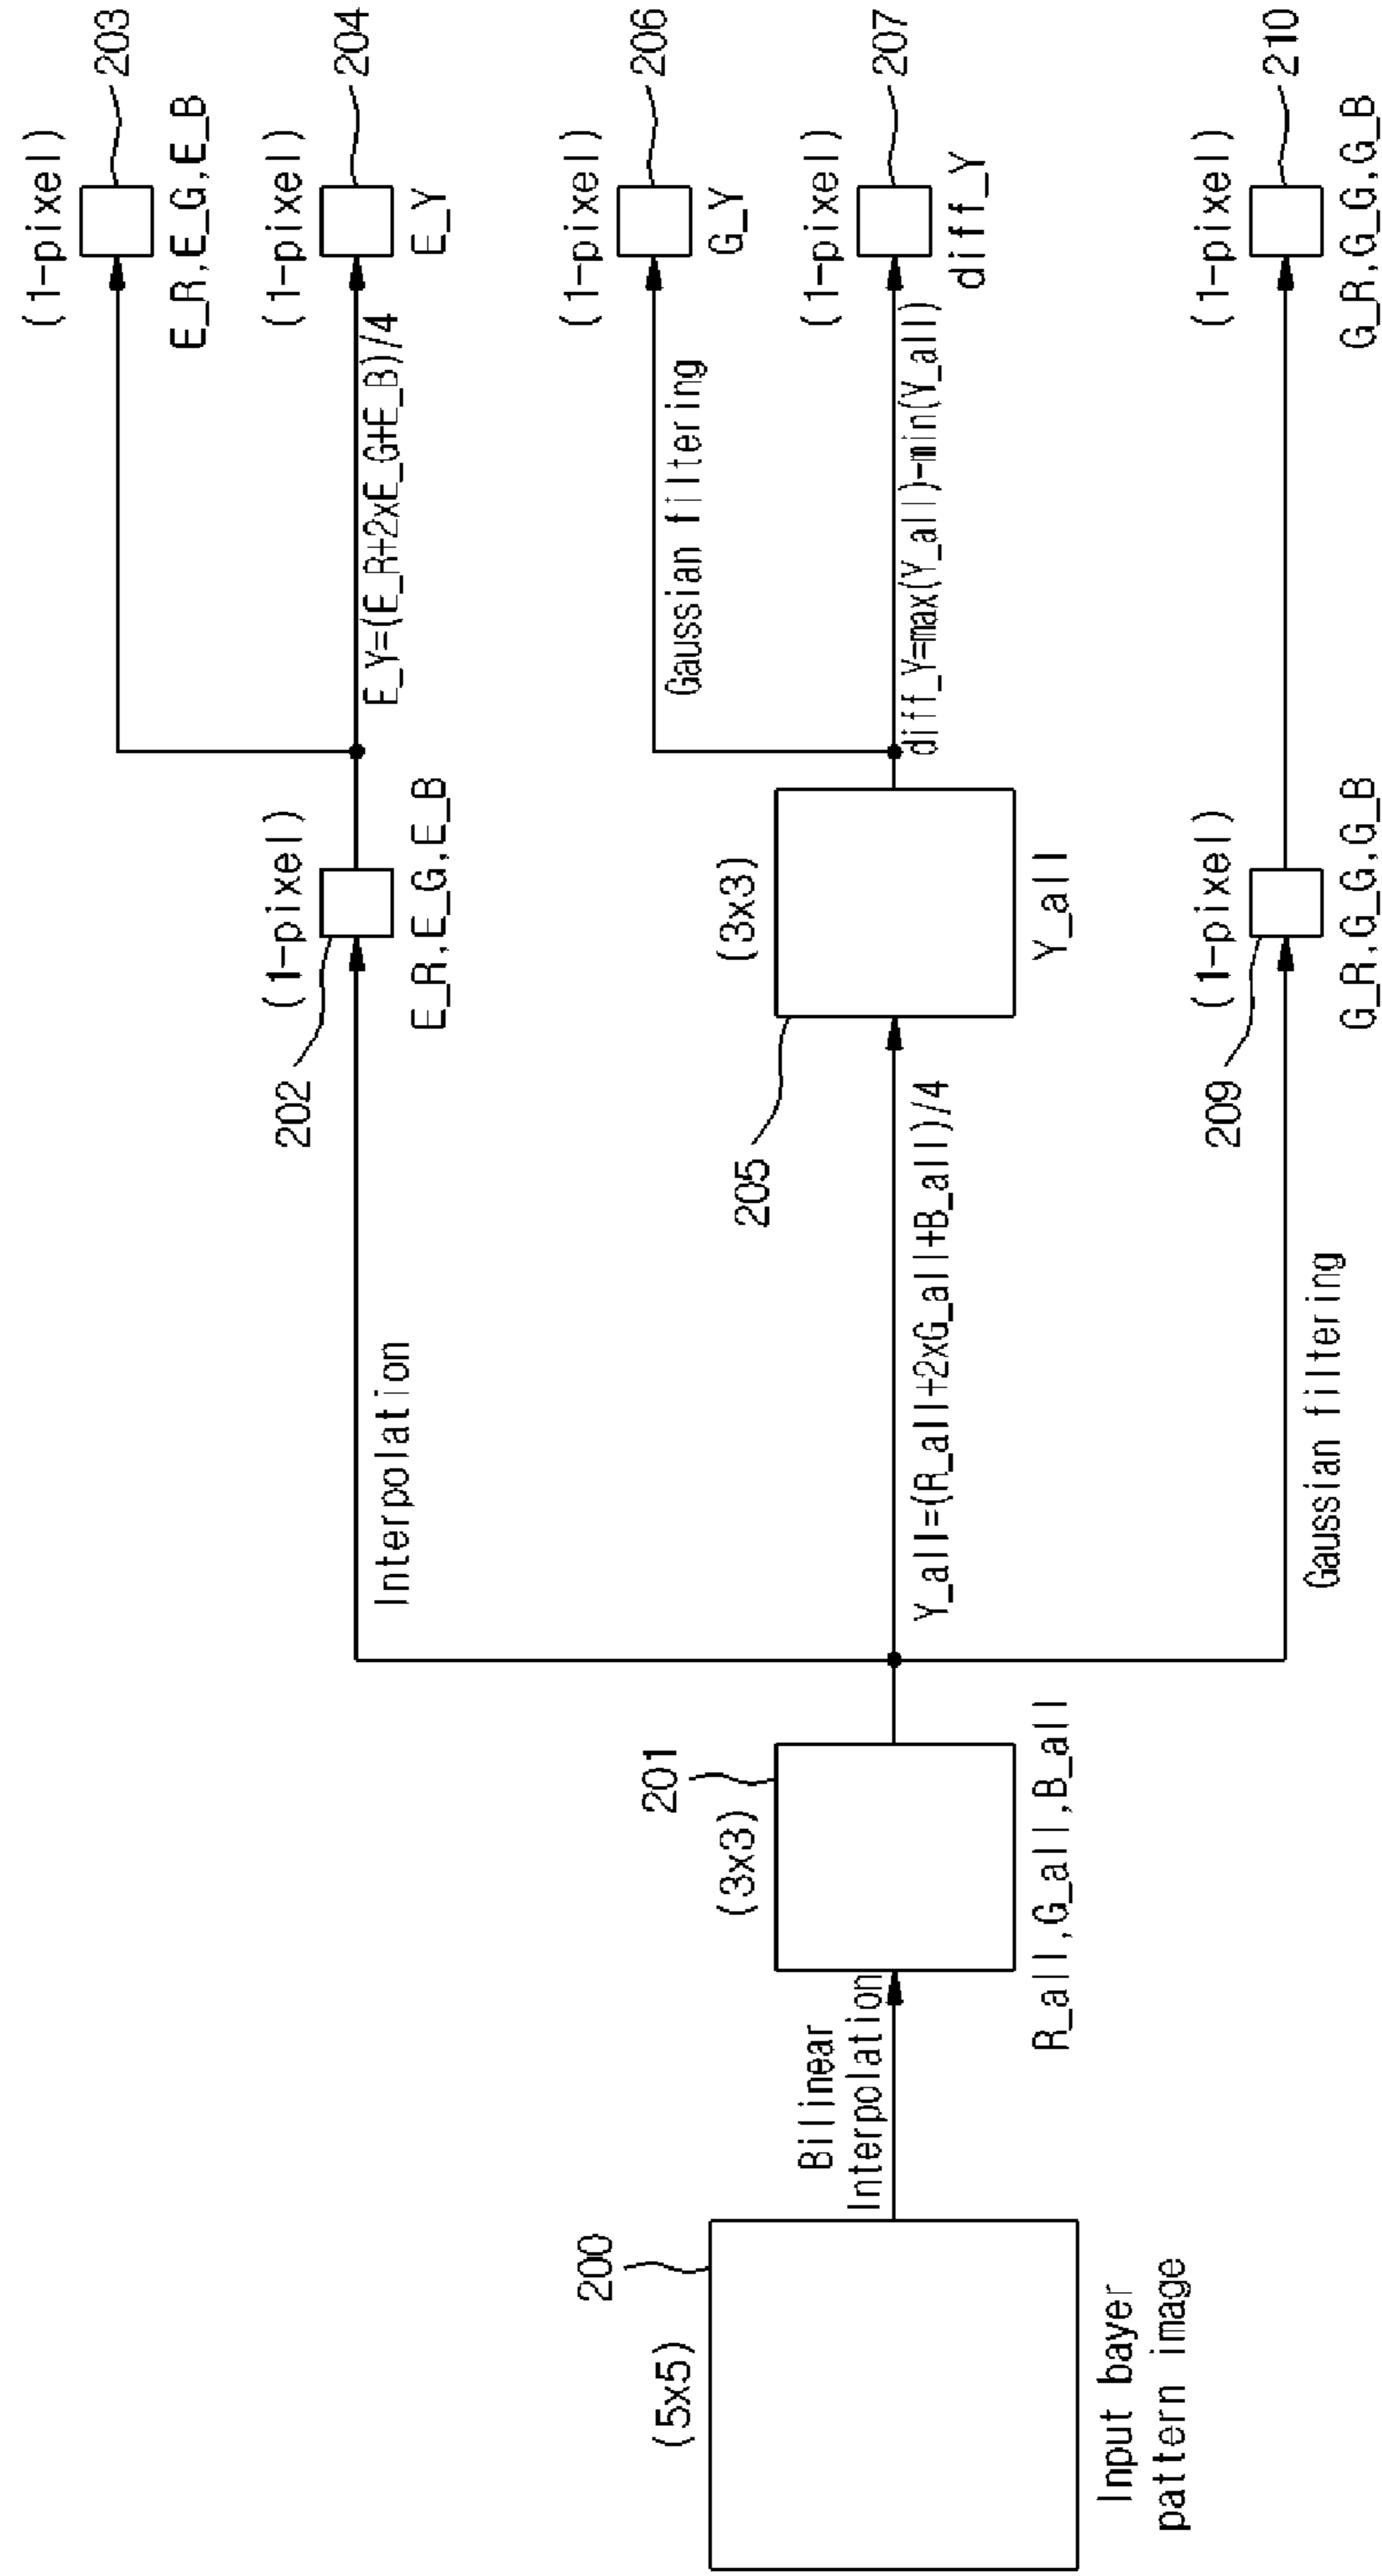 200
(5x5)
Input bayer
pattern image
Bilinear
Interpolation
201
(3x3)
R_all,G_all,B_all
Interpolation
202
(1-pixel)
E_R,E_G,E_B
(1-pixel)
203
E_R,E_G,E_B
E_Y=(E_R+2xE_G+E_B)/4
(1-pixel)
204
E_Y
Y_all=(R_all+2xG_all+B_all)/4
205
(3x3)
Y_all
Gaussian filtering
(1-pixel)
206
G_Y
diff_Y=max(Y_all)-min(Y_all)
(1-pixel)
207
diff_Y
Gaussian filtering
209
(1-pixel)
G_R,G_G,G_B
(1-pixel)
210
G_R,G_G,G_B